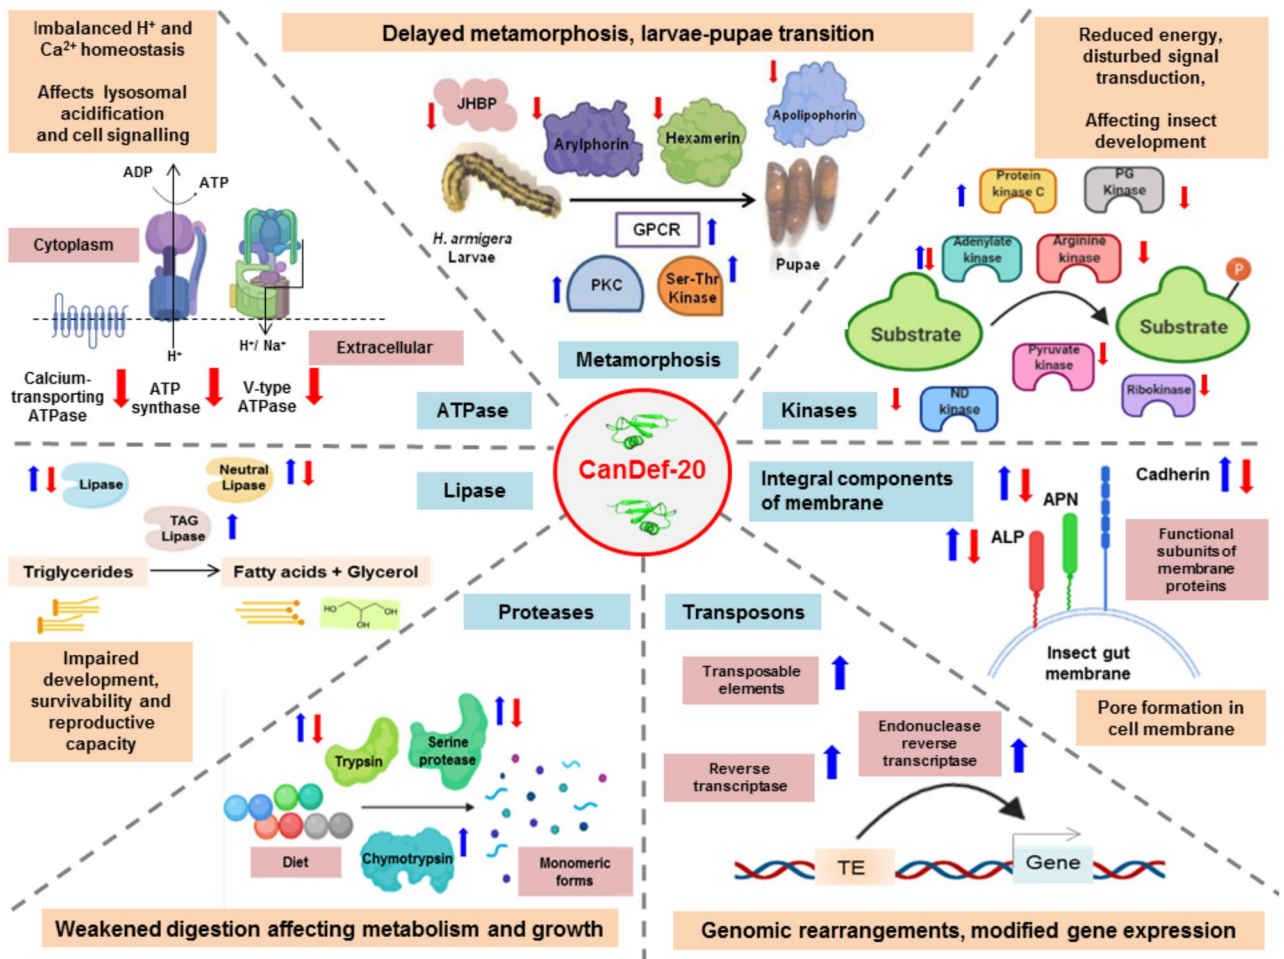 Imbalanced H⁺ and
Ca²⁺ homeostasis
Affects lysosomal
acidification
and cell signalling
ADP
ATP
Cytoplasm
H⁺
H⁺/ Na⁺
Extracellular
Calcium-
transporting
ATPase
ATP
synthase
V-type
ATPase
ATPase
Delayed metamorphosis, larvae-pupae transition
JHBP
Arylphorin
Hexamerin
Apolipophorin
H. armigera
Larvae
GPCR
PKC
Ser-Thr
Kinase
Pupae
Metamorphosis
Reduced energy,
disturbed signal
transduction,
Affecting insect
development
Protein
kinase C
PG
Kinase
Adenylate
kinase
Arginine
kinase
P
Substrate
Substrate
Pyruvate
kinase
ND
kinase
Ribokinase
Kinases
CanDef-20
Lipase
Lipase
Neutral
Lipase
TAG
Lipase
Triglycerides
Fatty acids + Glycerol
HO
OH
OH
Impaired
development,
survivability and
reproductive
capacity
Integral components
of membrane
ALP
APN
Cadherin
Functional
subunits of
membrane
proteins
Insect gut
membrane
Pore formation in
cell membrane
Proteases
Trypsin
Serine
protease
Chymotrypsin
Diet
Monomeric
forms
Weakened digestion affecting metabolism and growth
Transposons
Transposable
elements
Endonuclease
reverse
transcriptase
Reverse
transcriptase
TE
Gene
Genomic rearrangements, modified gene expression